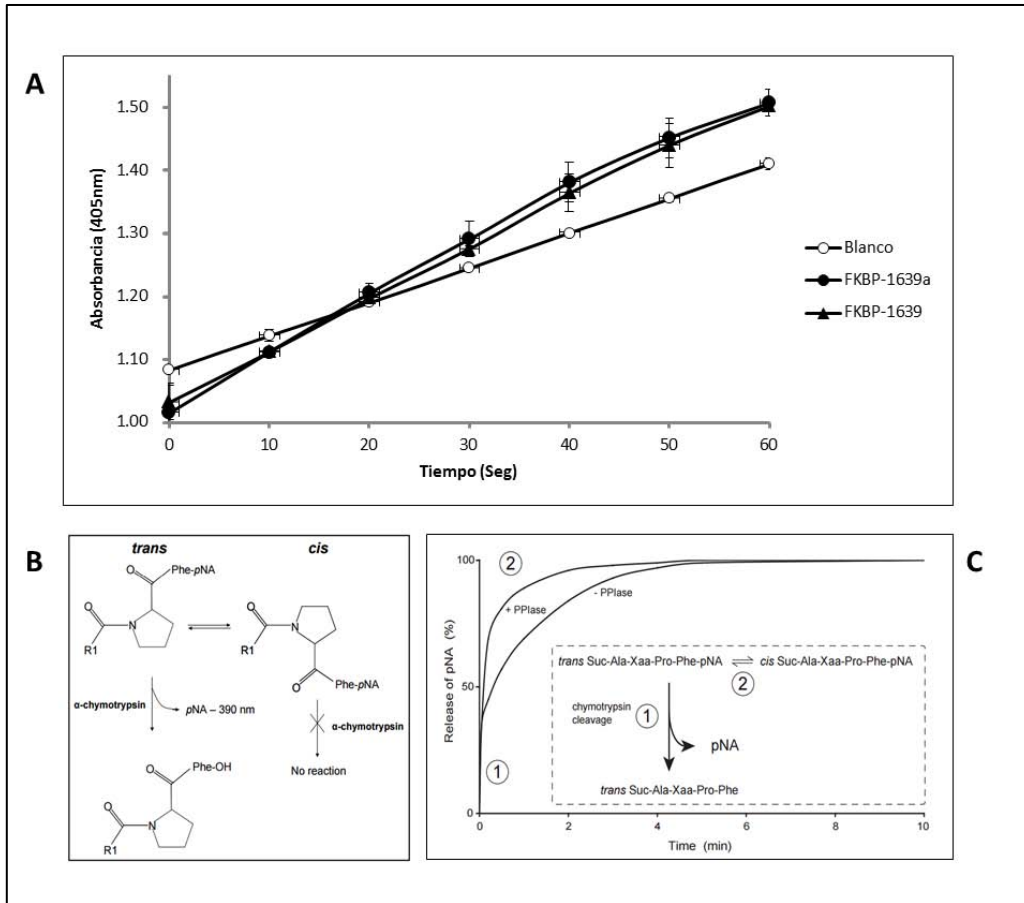 A
1.50
1.40
1.30
1.20
1.10
1.00
Absorbancia (405nm)
0 10 20 30 40 50 60
Tiempo (Seg)
Blanco
FKBP-1639a
FKBP-1639
B
trans cis
O Phe-pNA
O N R1
O N R1
O Phe-pNA
α-chymotrypsin
pNA – 390 nm
α-chymotrypsin
No reaction
O Phe-OH
O N R1
C
100
50
0
Release of pNA (%)
2
+ PPIase
- PPIase
1
trans Suc-Ala-Xaa-Pro-Phe-pNA ⇌ cis Suc-Ala-Xaa-Pro-Phe-pNA
2
chymotrypsin
cleavage
1
pNA
trans Suc-Ala-Xaa-Pro-Phe
0 2 4 6 8 10
Time (min)